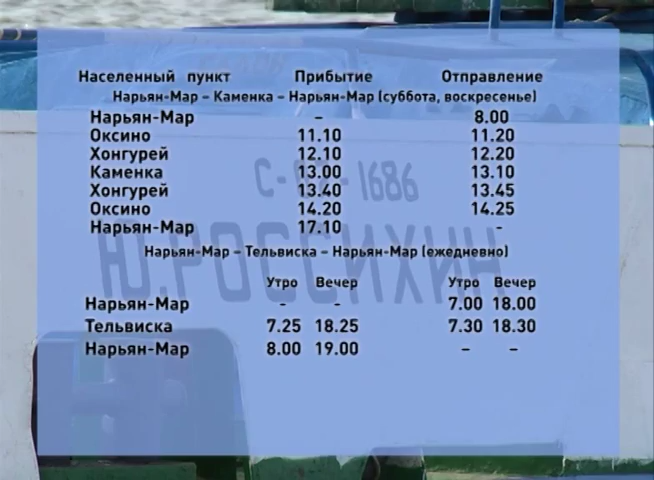 Населенный пункт Прибытие Отправление
Нарьян-Мар – Каменка – Нарьян-Мар (суббота, воскресенье)
Нарьян-Мар – 8.00
Оксино 11.10 11.20
Хонгурей 12.10 12.20
Каменка 13.00 13.10
Хонгурей 13.40 13.45
Оксино 14.20 14.25
Нарьян-Мар 17.10 -
Нарьян-Мар – Тельвиска – Нарьян-Мар (ежедневно)
Утро Вечер Утро Вечер
Нарьян-Мар - - 7.00 18.00
Тельвиска 7.25 18.25 7.30 18.30
Нарьян-Мар 8.00 19.00 – –
Ю.РОССИХИН